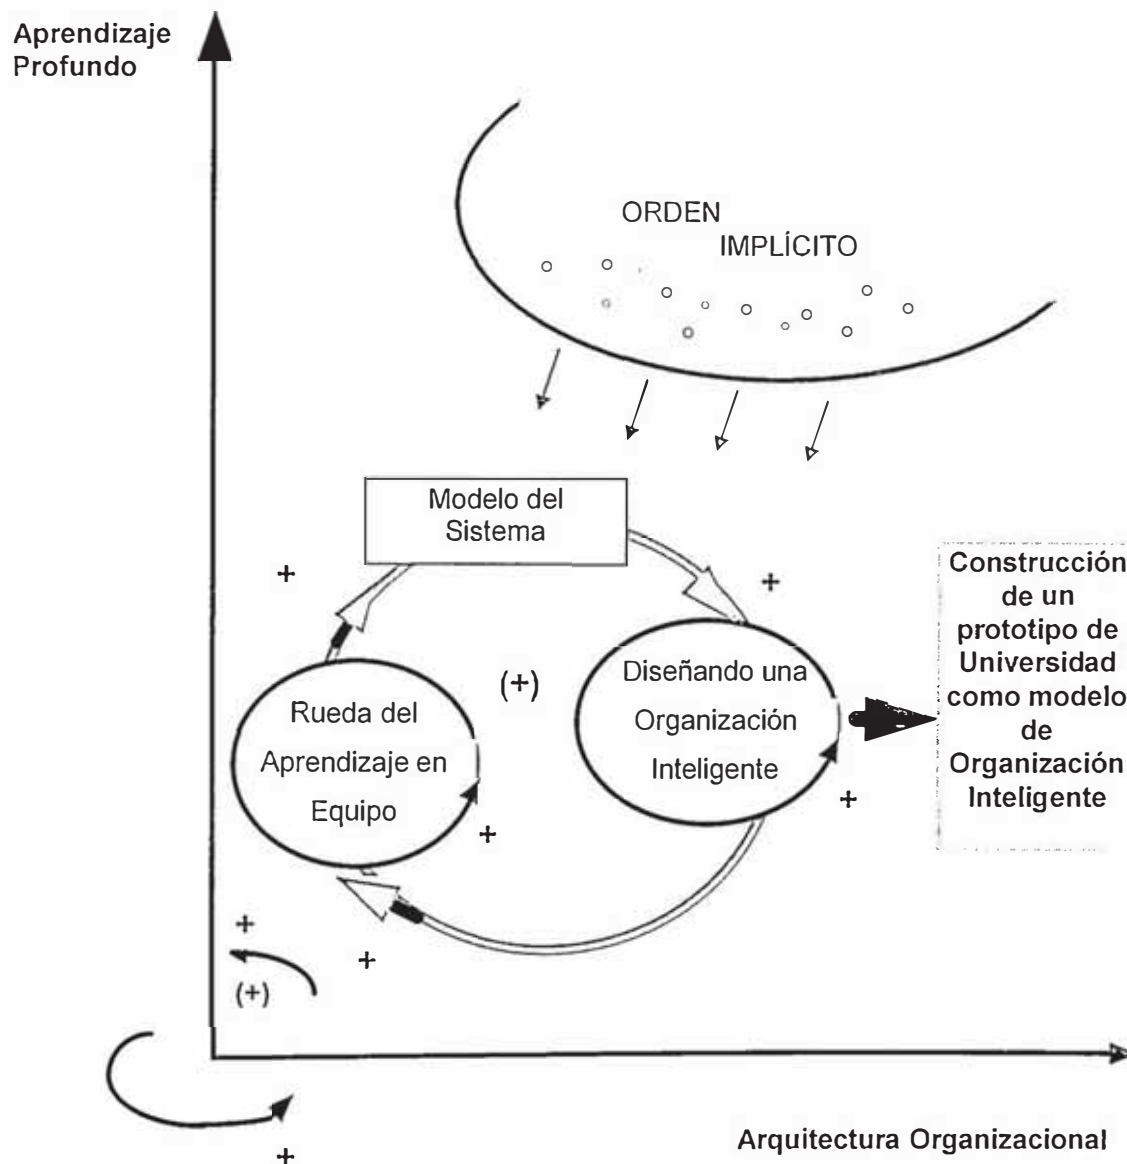 Aprendizaje
Profundo
ORDEN
IMPLÍCITO
Modelo del
Sistema
+
+
Construcción
de un
prototipo de
Universidad
como modelo
de
Organización
Inteligente
(+)
Diseñando una
Organización
Inteligente
Rueda del
Aprendizaje en
Equipo
+
+
+
+
(+)
+
Arquitectura Organizacional